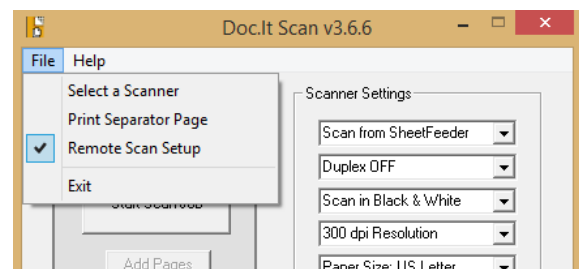 Doc.It Scan v3.6.6
File Help
Select a Scanner
Print Separator Page
Remote Scan Setup
Exit
Scanner Settings
Scan from SheetFeeder
Duplex OFF
Scan in Black & White
300 dpi Resolution
Paper Size: US Letter
Add Pages